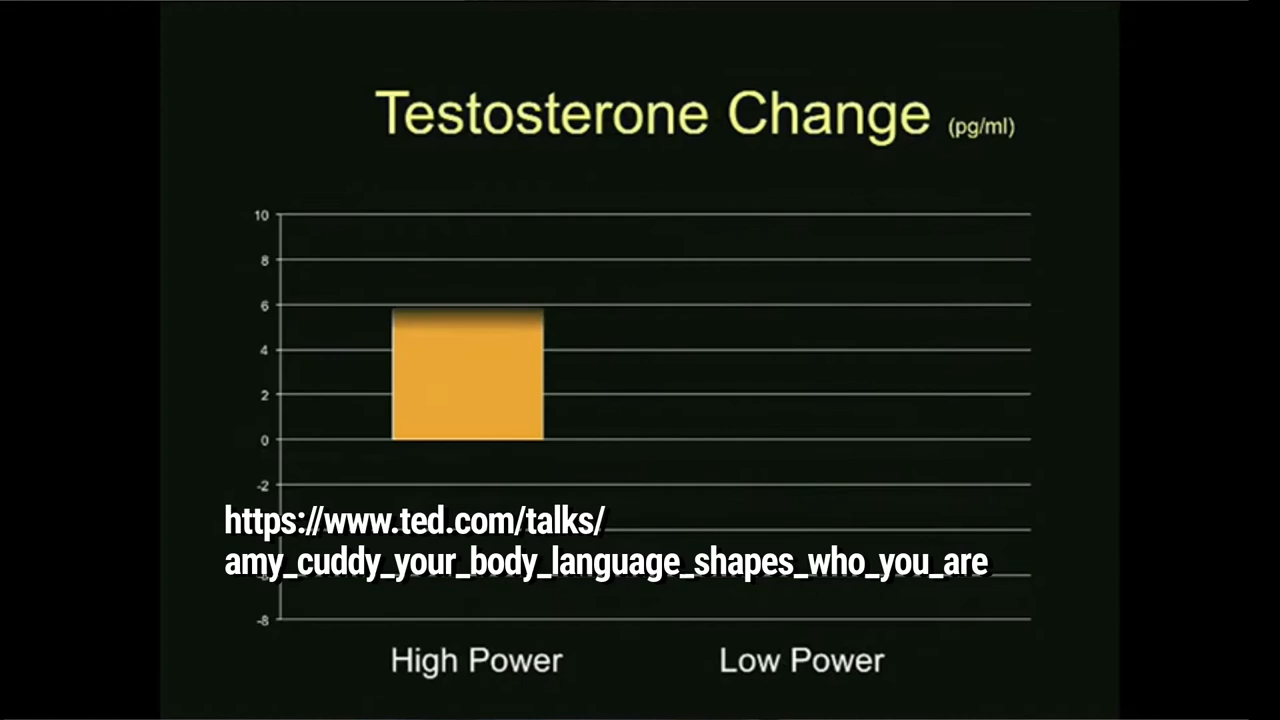 Testosterone Change (pg/ml)
10
8
6
4
2
0
-2
https://www.ted.com/talks/
amy_cuddy_your_body_language_shapes_who_you_are
-8
High Power Low Power